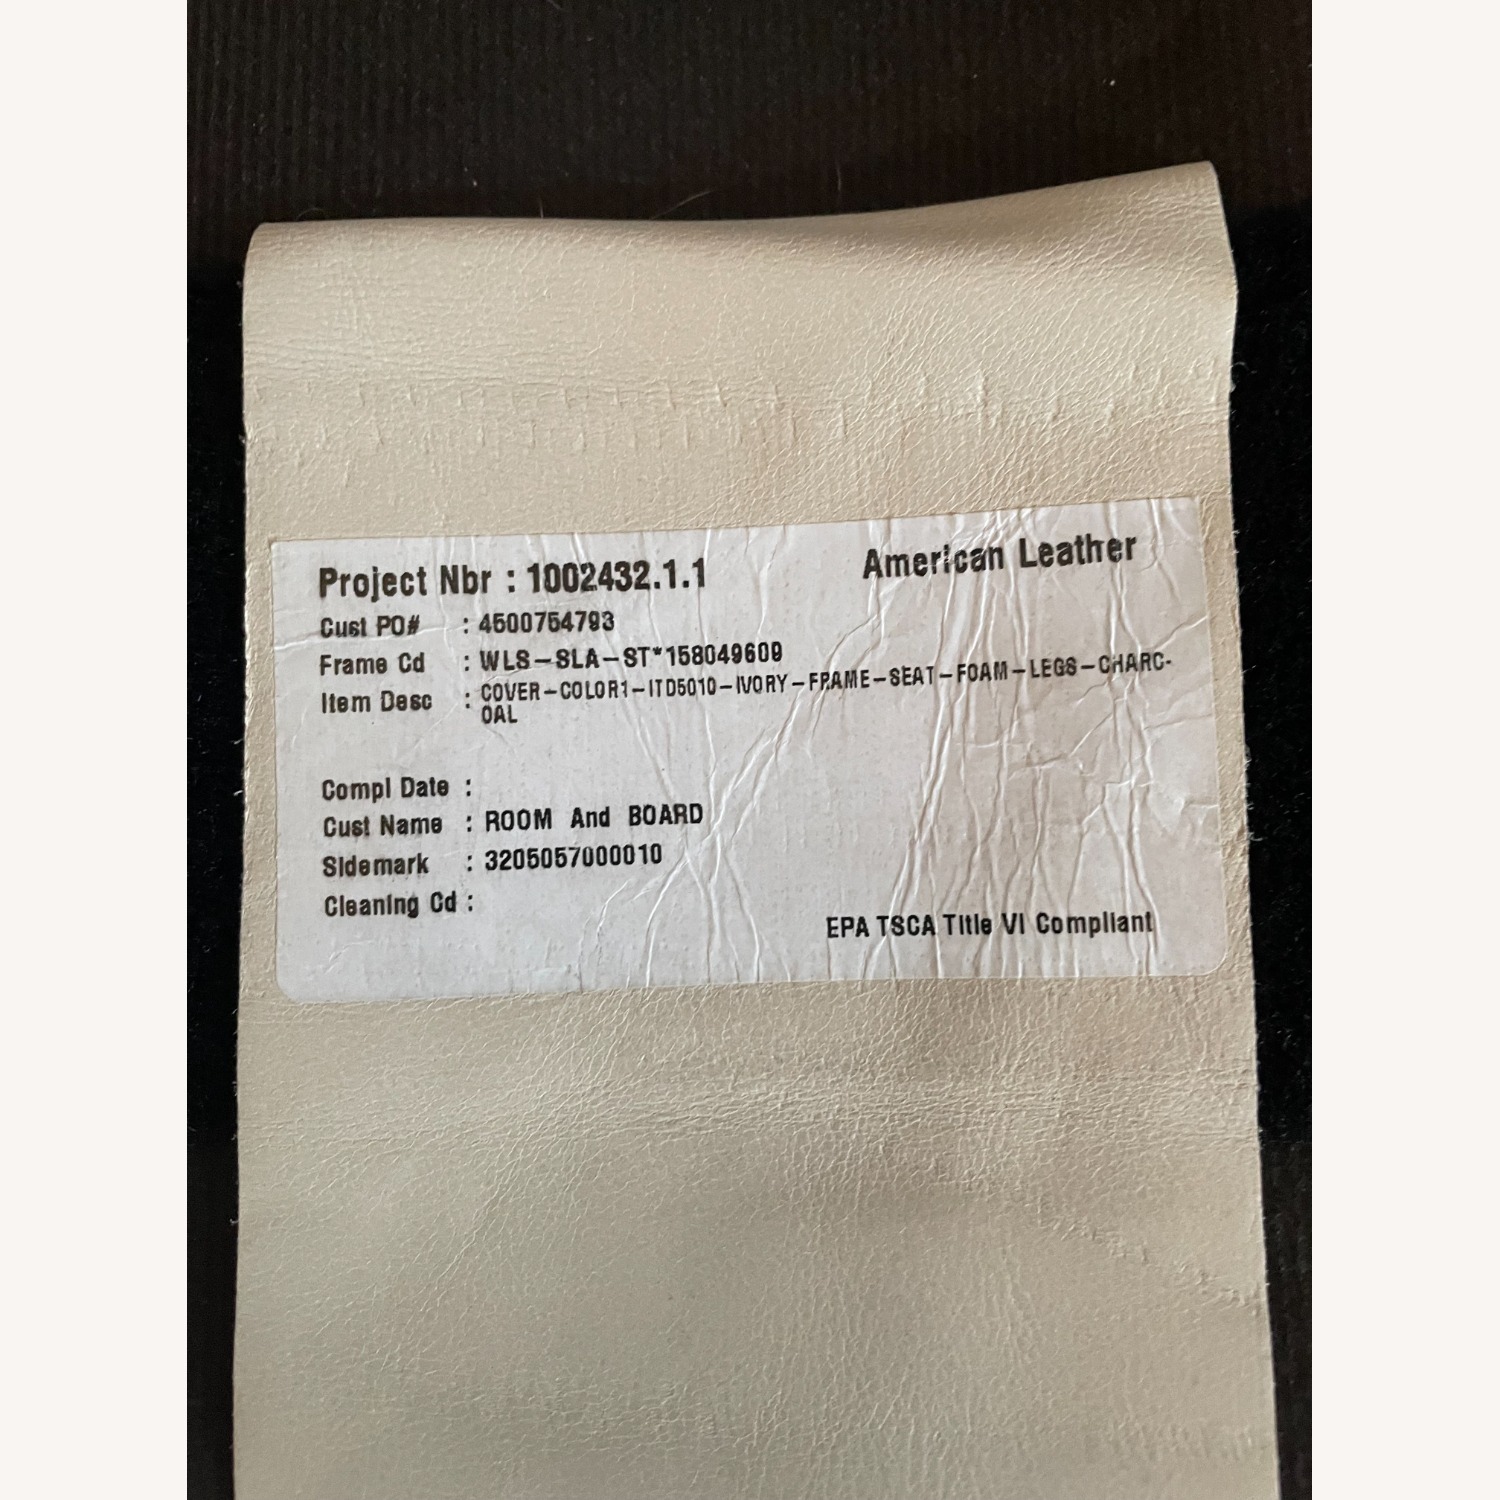 Project Nbr : 1002432.1.1 American Leather
Cust PO# : 4500754793
Frame Cd : WLS-SLA-ST*158049609
Item Desc : COVER-COLOR1-ITD5010-IVORY-FRAME-SEAT-FOAM-LEGS-CHARC-
OAL
Compl Date :
Cust Name : ROOM And BOARD
Sidemark : 3205057000010
Cleaning Cd :
EPA TSCA Title VI Compliant